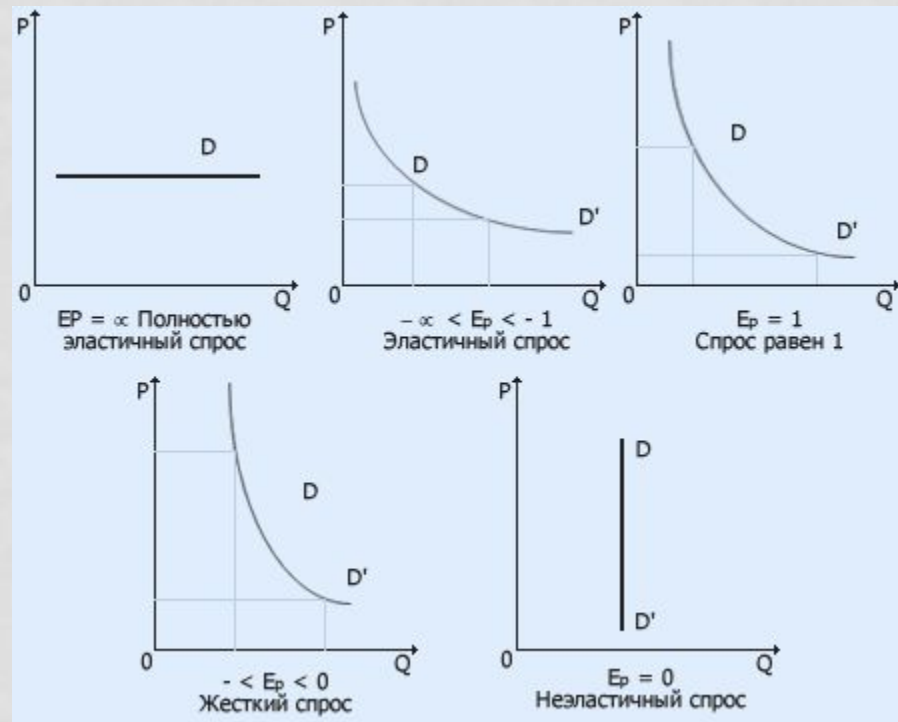 P
D
0
Q
EP = ∝ Полностью
эластичный спрос
P
D
D'
0
Q
– ∝ < Eₚ < - 1
Эластичный спрос
P
D
D'
0
Q
Eₚ = 1
Спрос равен 1
P
D
D'
0
Q
- < Eₚ < 0
Жесткий спрос
P
D
D'
0
Q
Eₚ = 0
Неэластичный спрос